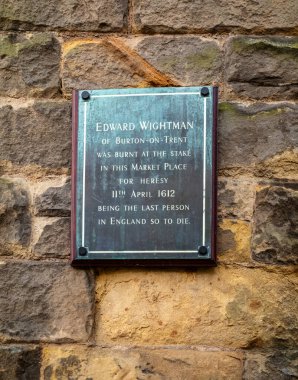 EDWARD WIGHTMAN
OF BURTON-ON-TRENT
WAS BURNT AT THE STAKE
IN THIS MARKET PLACE
FOR HERESY
11TH APRIL 1612
BEING THE LAST PERSON
IN ENGLAND SO TO DIE.